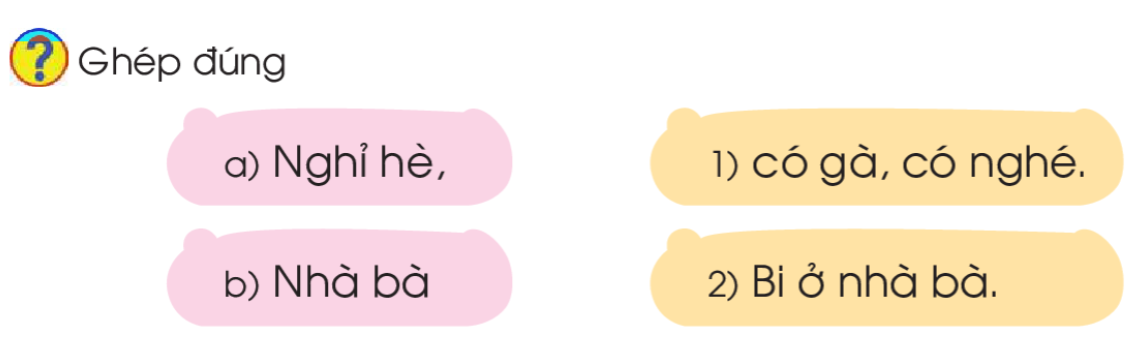 ? Ghép đúng
a) Nghỉ hè,
1) có gà, có nghé.
b) Nhà bà
2) Bi ở nhà bà.